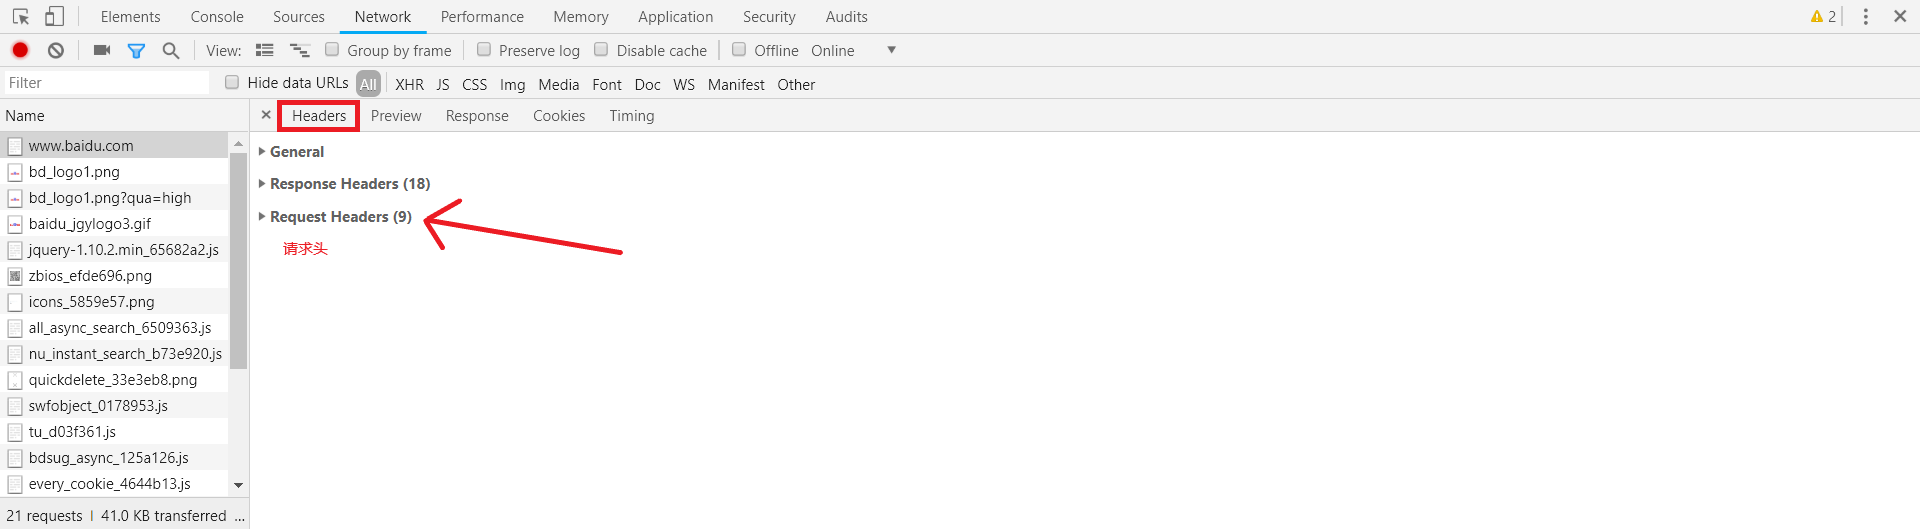 Elements Console Sources Network Performance Memory Application Security Audits 2
View: Group by frame Preserve log Disable cache Offline Online
Filter Hide data URLs All XHR JS CSS Img Media Font Doc WS Manifest Other
Name Headers Preview Response Cookies Timing
www.baidu.com
bd_logo1.png
bd_logo1.png?qua=high
baidu_jgylogo3.gif
jquery-1.10.2.min_65682a2.js
zbios_efde696.png
icons_5859e57.png
all_async_search_6509363.js
nu_instant_search_b73e920.js
quickdelete_33e3eb8.png
swfobject_0178953.js
tu_d03f361.js
bdsug_async_125a126.js
every_cookie_4644b13.js
21 requests | 41.0 KB transferred ...
General
Response Headers (18)
Request Headers (9)
请求头